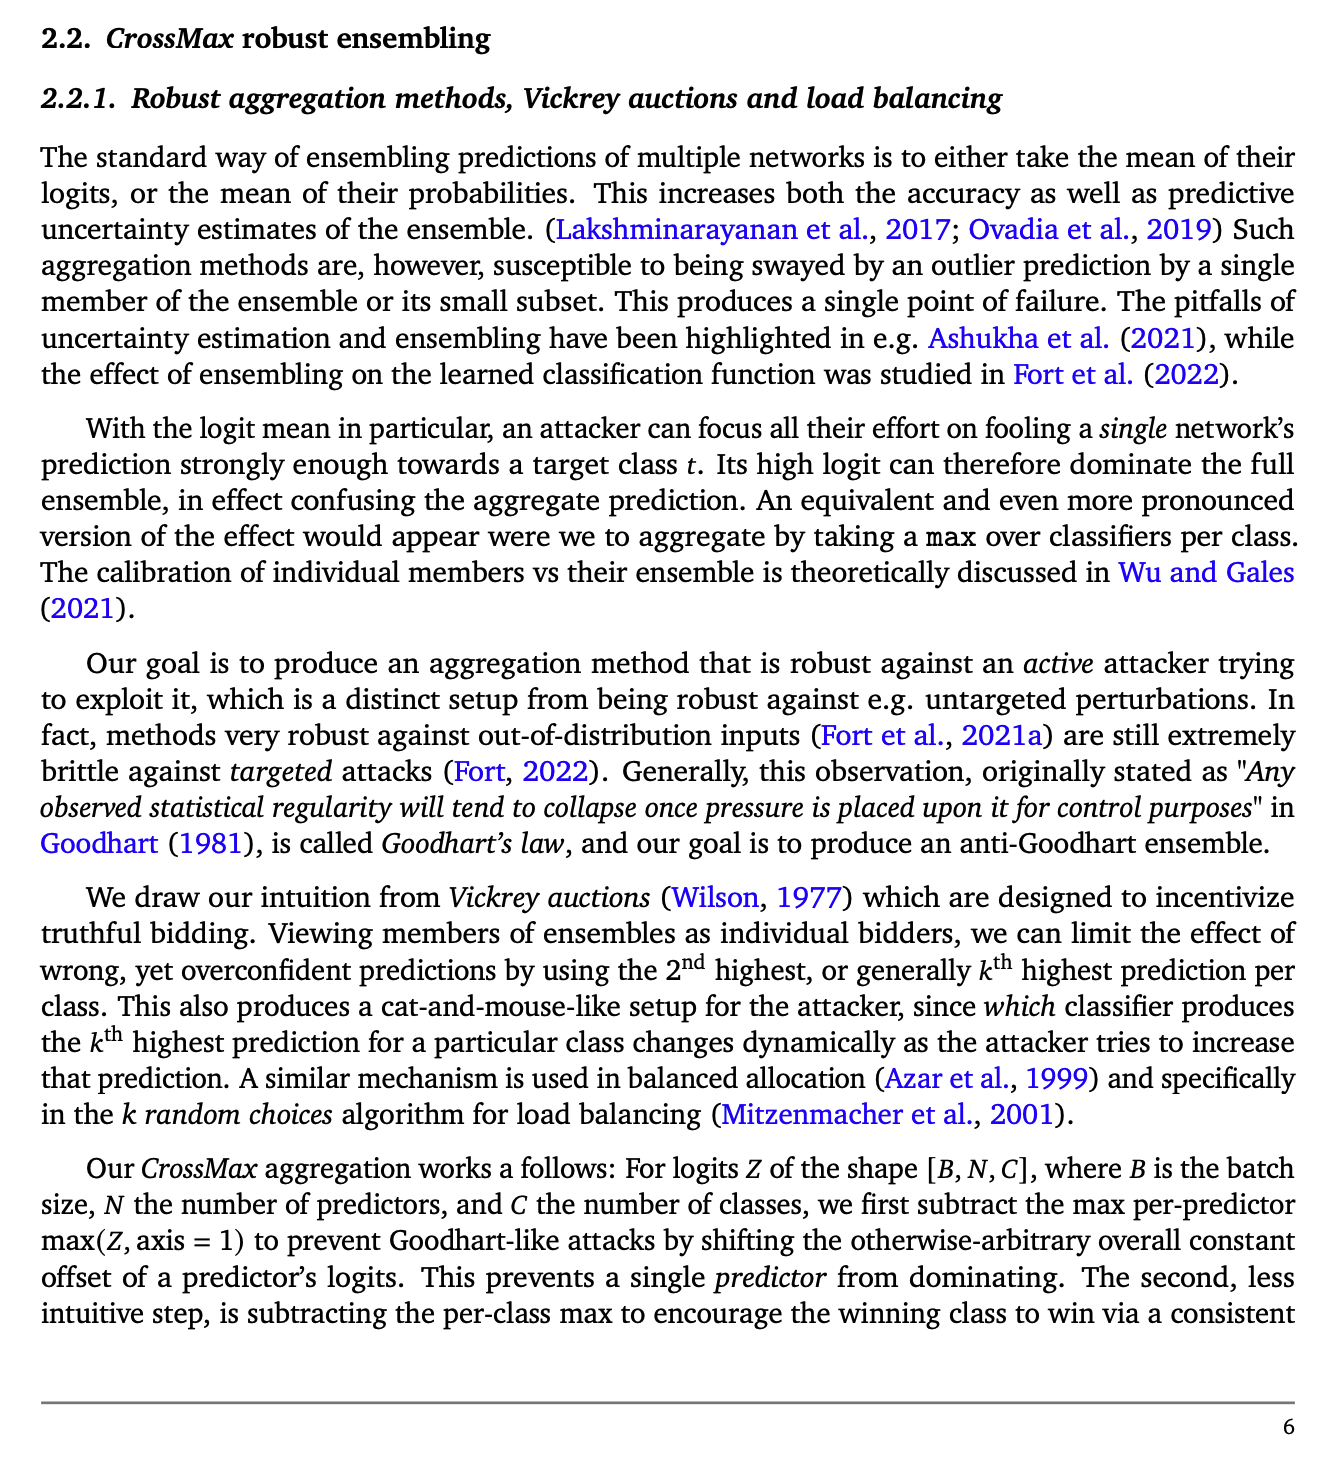 2.2. CrossMax robust ensembling
2.2.1. Robust aggregation methods, Vickrey auctions and load balancing
The standard way of ensembling predictions of multiple networks is to either take the mean of their
logits, or the mean of their probabilities. This increases both the accuracy as well as predictive
uncertainty estimates of the ensemble. (Lakshminarayanan et al., 2017; Ovadia et al., 2019) Such
aggregation methods are, however, susceptible to being swayed by an outlier prediction by a single
member of the ensemble or its small subset. This produces a single point of failure. The pitfalls of
uncertainty estimation and ensembling have been highlighted in e.g. Ashukha et al. (2021), while
the effect of ensembling on the learned classification function was studied in Fort et al. (2022).
With the logit mean in particular, an attacker can focus all their effort on fooling a single network's
prediction strongly enough towards a target class t. Its high logit can therefore dominate the full
ensemble, in effect confusing the aggregate prediction. An equivalent and even more pronounced
version of the effect would appear were we to aggregate by taking a max over classifiers per class.
The calibration of individual members vs their ensemble is theoretically discussed in Wu and Gales
(2021).
Our goal is to produce an aggregation method that is robust against an active attacker trying
to exploit it, which is a distinct setup from being robust against e.g. untargeted perturbations. In
fact, methods very robust against out-of-distribution inputs (Fort et al., 2021a) are still extremely
brittle against targeted attacks (Fort, 2022). Generally, this observation, originally stated as "Any
observed statistical regularity will tend to collapse once pressure is placed upon it for control purposes" in
Goodhart (1981), is called Goodhart's law, and our goal is to produce an anti-Goodhart ensemble.
We draw our intuition from Vickrey auctions (Wilson, 1977) which are designed to incentivize
truthful bidding. Viewing members of ensembles as individual bidders, we can limit the effect of
wrong, yet overconfident predictions by using the 2nd highest, or generally kth highest prediction per
class. This also produces a cat-and-mouse-like setup for the attacker, since which classifier produces
the kth highest prediction for a particular class changes dynamically as the attacker tries to increase
that prediction. A similar mechanism is used in balanced allocation (Azar et al., 1999) and specifically
in the k random choices algorithm for load balancing (Mitzenmacher et al., 2001).
Our CrossMax aggregation works a follows: For logits Z of the shape [B, N, C], where B is the batch
size, N the number of predictors, and C the number of classes, we first subtract the max per-predictor
max(Z, axis = 1) to prevent Goodhart-like attacks by shifting the otherwise-arbitrary overall constant
offset of a predictor's logits. This prevents a single predictor from dominating. The second, less
intuitive step, is subtracting the per-class max to encourage the winning class to win via a consistent
6